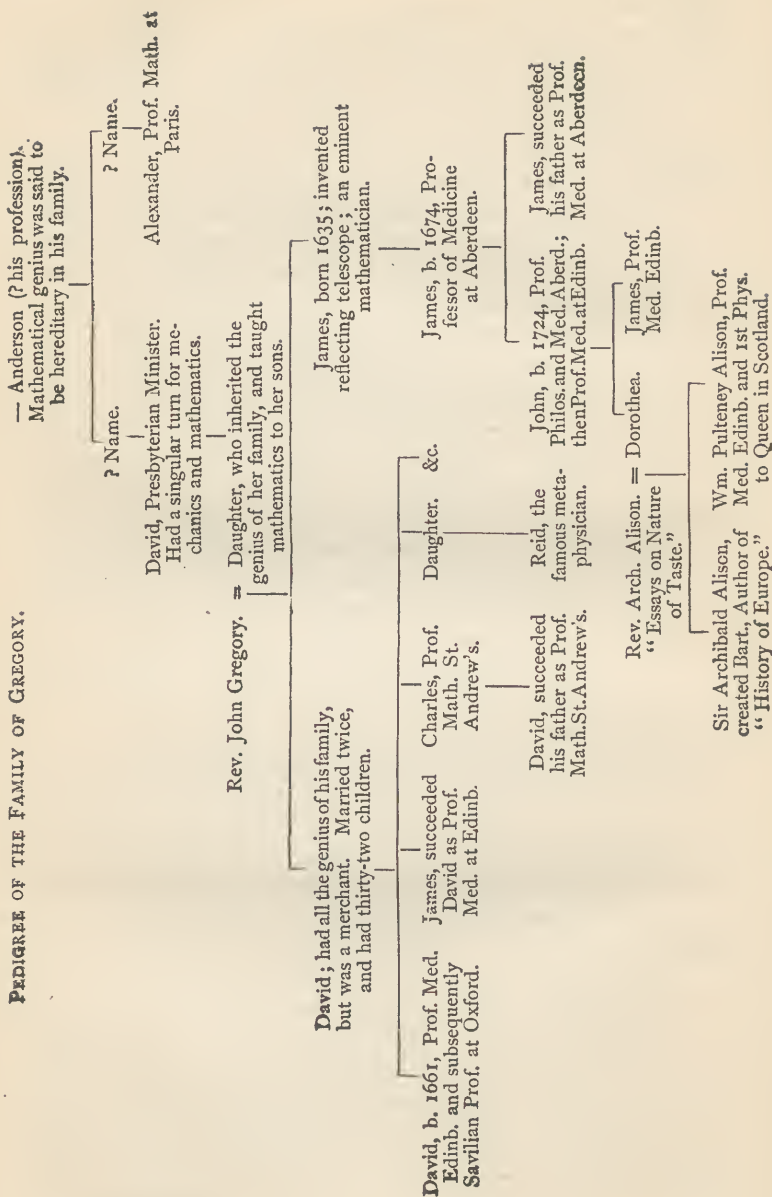 PEDIGREE OF THE FAMILY OF GREGORY.
— Anderson (? his profession).
Mathematical genius was said to
be hereditary in his family.
? Name.
? Name.
David, Presbyterian Minister.
Had a singular turn for me-
chanics and mathematics.
Alexander, Prof. Math. at
Paris.
Rev. John Gregory. = Daughter, who inherited the
genius of her family, and taught
mathematics to her sons.
David; had all the genius of his family,
but was a merchant. Married twice,
and had thirty-two children.
James, born 1635; invented
reflecting telescope; an eminent
mathematician.
David, b. 1661, Prof. Med.
Edinb. and subsequently
Savilian Prof. at Oxford.
James, succeeded
David as Prof.
Med. at Edinb.
Charles, Prof.
Math. St.
Andrew's.
Daughter.
&c.
James, b. 1674, Pro-
fessor of Medicine
at Aberdeen.
David, succeeded
his father as Prof.
Math. St. Andrew's.
Reid, the
famous meta-
physician.
John, b. 1724, Prof.
Philos. and Med. Aberd.;
then Prof. Med. at Edinb.
James, succeeded
his father as Prof.
Med. at Aberdeen.
Rev. Arch. Alison. = Dorothea.
"Essays on Nature
of Taste."
James, Prof.
Med. Edinb.
Sir Archibald Alison,
created Bart., Author of
"History of Europe."
Wm. Pulteney Alison, Prof.
Med. Edinb. and 1st Phys.
to Queen in Scotland.